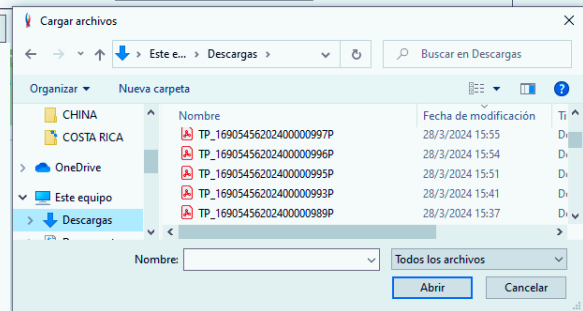 Cargar archivos
Este e... > Descargas >
Buscar en Descargas
Organizar
Nueva carpeta
CHINA
COSTA RICA
OneDrive
Este equipo
Descargas
Nombre Fecha de modificación
TP_16905456202400000997P 28/3/2024 15:55
TP_16905456202400000996P 28/3/2024 15:54
TP_16905456202400000995P 28/3/2024 15:51
TP_16905456202400000993P 28/3/2024 15:41
TP_16905456202400000989P 28/3/2024 15:37
Nombre:
Todos los archivos
Abrir Cancelar